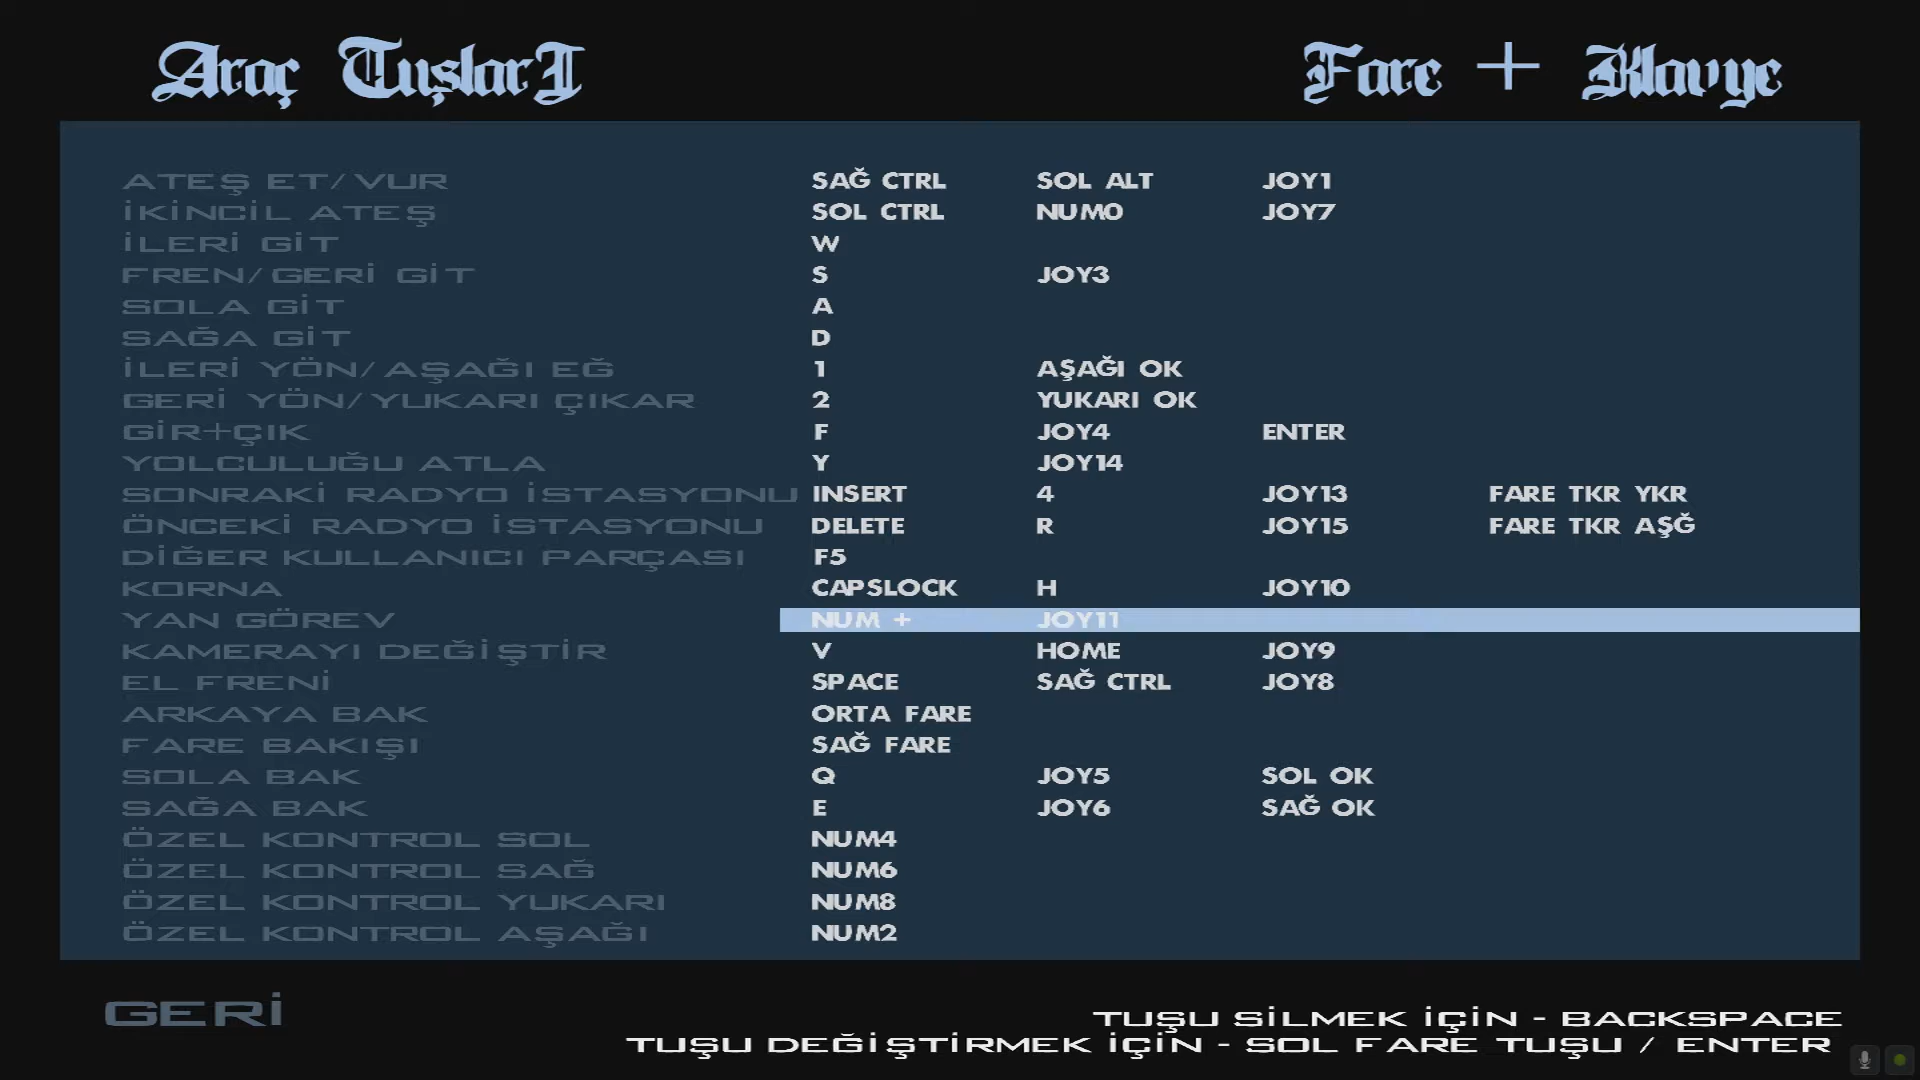 Araç TuşlarI Fare + Klavye
ATEŞ ET/VUR SAĞ CTRL SOL ALT JOY1
İKİNCİL ATEŞ SOL CTRL NUM0 JOY7
İLERİ GİT W
FREN/GERİ GİT S JOY3
SOLA GİT A
SAĞA GİT D
İLERİ YÖN/AŞAĞI EĞ 1 AŞAĞI OK
GERİ YÖN/YUKARI ÇIKAR 2 YUKARI OK
GİR+ÇIK F JOY4 ENTER
YOLCULUĞU ATLA Y JOY14
SONRAKİ RADYO İSTASYONU INSERT 4 JOY13 FARE TKR YKR
ÖNCEKİ RADYO İSTASYONU DELETE R JOY15 FARE TKR AŞĞ
DİĞER KULLANICI PARÇASI F5
KORNA CAPSLOCK H JOY10
YAN GÖREV NUM + JOY11
KAMERAYI DEĞİŞTİR V HOME JOY9
EL FRENİ SPACE SAĞ CTRL JOY8
ARKAYA BAK ORTA FARE
FARE BAKIŞI SAĞ FARE
SOLA BAK Q JOY5 SOL OK
SAĞA BAK E JOY6 SAĞ OK
ÖZEL KONTROL SOL NUM4
ÖZEL KONTROL SAĞ NUM6
ÖZEL KONTROL YUKARI NUM8
ÖZEL KONTROL AŞAĞI NUM2
GERİ
TUŞU SİLMEK İÇİN - BACKSPACE
TUŞU DEĞİŞTİRMEK İÇİN - SOL FARE TUŞU / ENTER